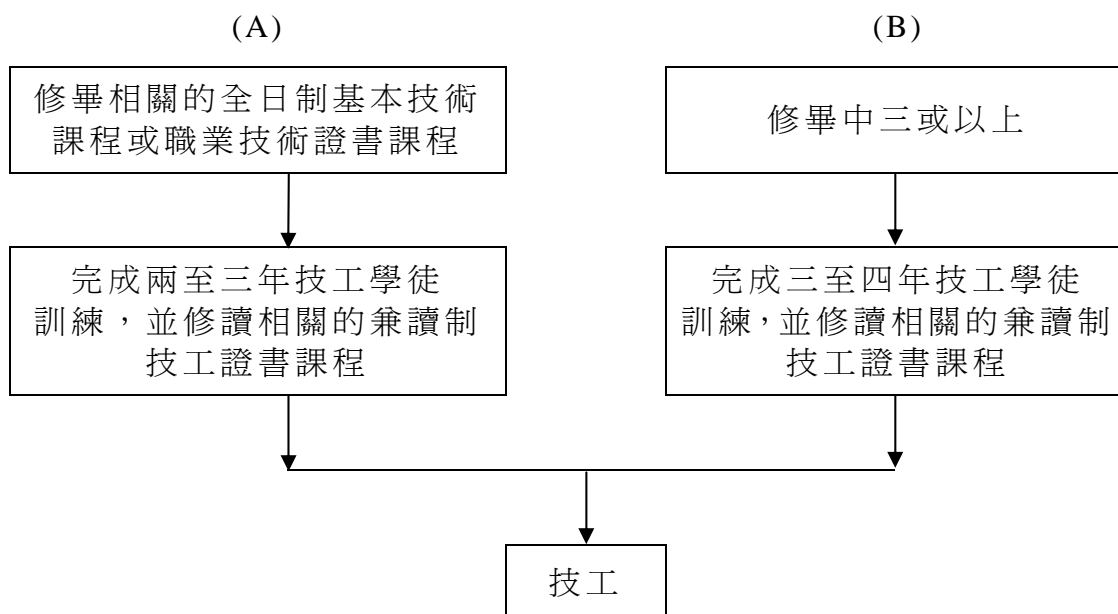 (A)
修畢相關的全日制基本技術
課程或職業技術證書課程
完成兩至三年技工學徒
訓練，並修讀相關的兼讀制
技工證書課程
(B)
修畢中三或以上
完成三至四年技工學徒
訓練，並修讀相關的兼讀制
技工證書課程
技工